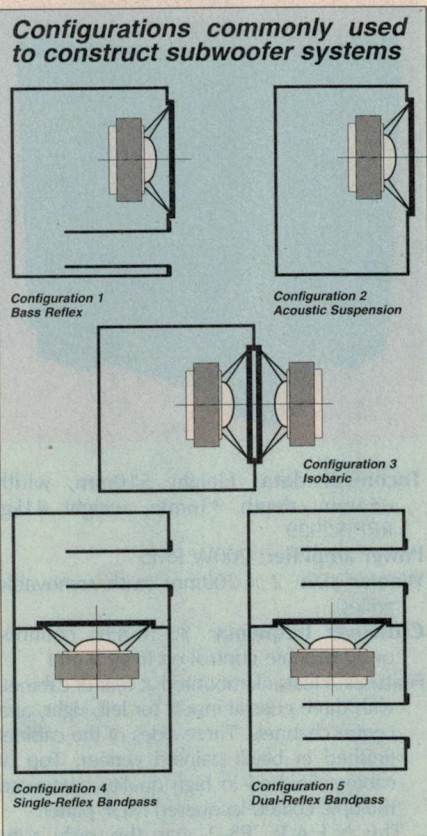 Configurations commonly used
to construct subwoofer systems
Configuration 1
Bass Reflex
Configuration 2
Acoustic Suspension
Configuration 3
Isobaric
Configuration 4
Single-Reflex Bandpass
Configuration 5
Dual-Reflex Bandpass